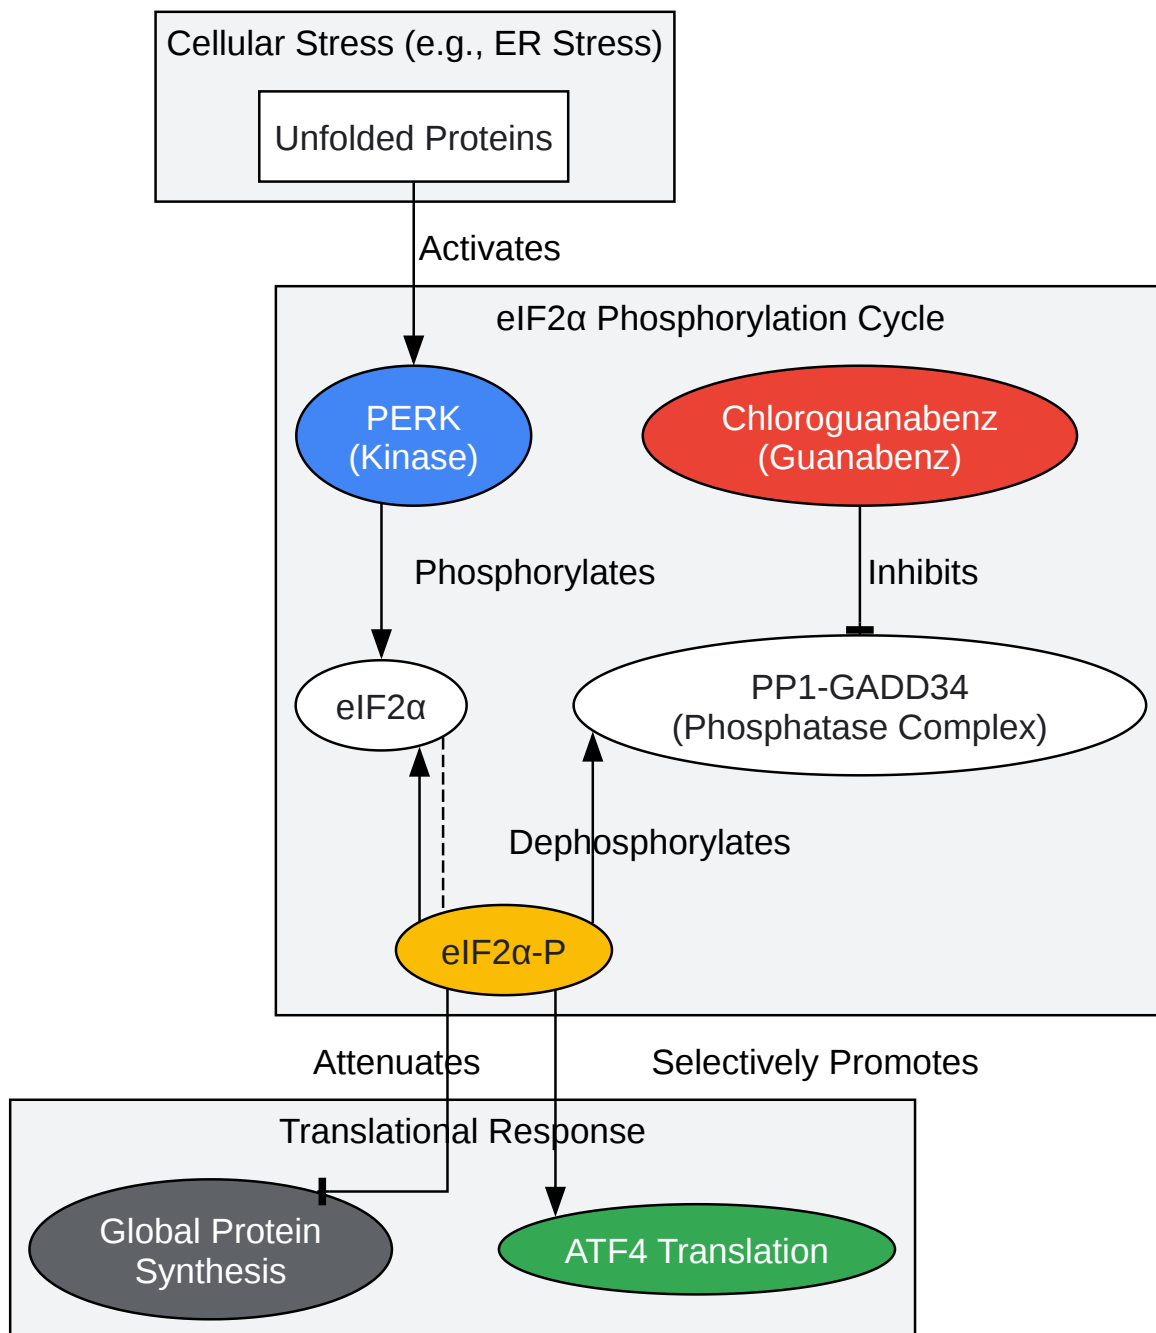 Cellular Stress (e.g., ER Stress)
Unfolded Proteins
Activates
eIF2α Phosphorylation Cycle
PERK
(Kinase)
Chloroguanabenz
(Guanabenz)
Phosphorylates
Inhibits
eIF2α
PP1-GADD34
(Phosphatase Complex)
Dephosphorylates
eIF2α-P
Attenuates
Selectively Promotes
Translational Response
Global Protein
Synthesis
ATF4 Translation